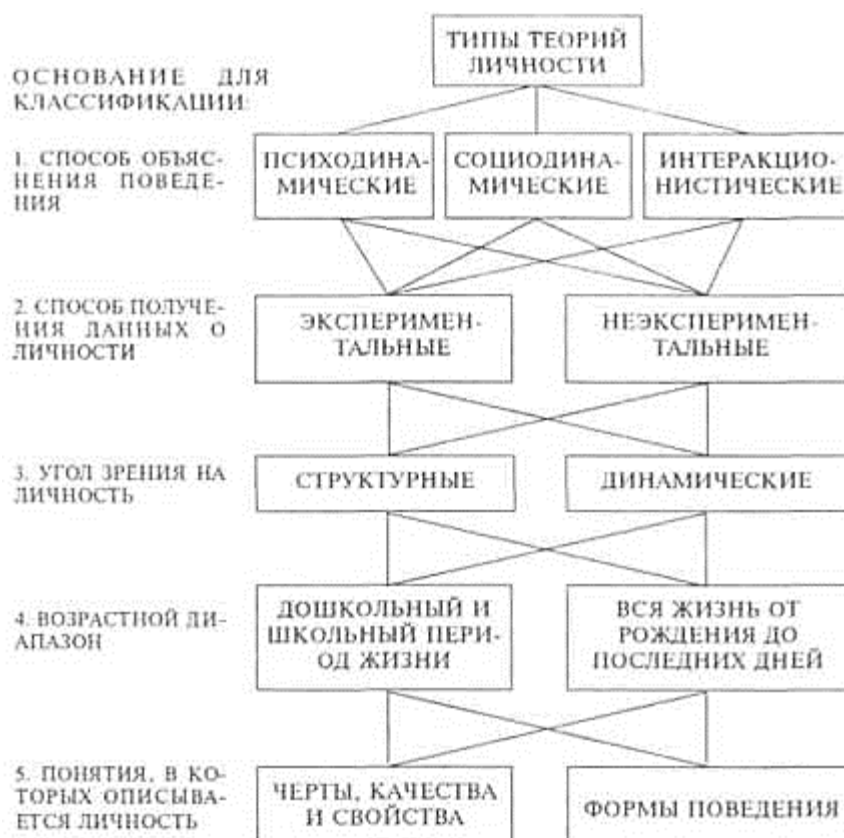 ТИПЫ ТЕОРИЙ
ЛИЧНОСТИ
ОСНОВАНИЕ ДЛЯ
КЛАССИФИКАЦИИ:
1. СПОСОБ ОБЪЯС-
НЕНИЯ ПОВЕДЕ-
НИЯ
ПСИХОДИНА-
МИЧЕСКИЕ
СОЦИОДИНА-
МИЧЕСКИЕ
ИНТЕРАКЦИО-
НИСТИЧЕСКИЕ
2. СПОСОБ ПОЛУЧЕ-
НИЯ ДАННЫХ О
ЛИЧНОСТИ
ЭКСПЕРИМЕН-
ТАЛЬНЫЕ
НЕЭКСПЕРИМЕН-
ТАЛЬНЫЕ
3. УГОЛ ЗРЕНИЯ НА
ЛИЧНОСТЬ
СТРУКТУРНЫЕ
ДИНАМИЧЕСКИЕ
4. ВОЗРАСТНОЙ ДИ-
АПАЗОН
ДОШКОЛЬНЫЙ И
ШКОЛЬНЫЙ ПЕРИ-
ОД ЖИЗНИ
ВСЯ ЖИЗНЬ ОТ
РОЖДЕНИЯ ДО
ПОСЛЕДНИХ ДНЕЙ
5. ПОНЯТИЯ, В КО-
ТОРЫХ ОПИСЫВА-
ЕТСЯ ЛИЧНОСТЬ
ЧЕРТЫ, КАЧЕСТВА
И СВОЙСТВА
ФОРМЫ ПОВЕДЕНИЯ